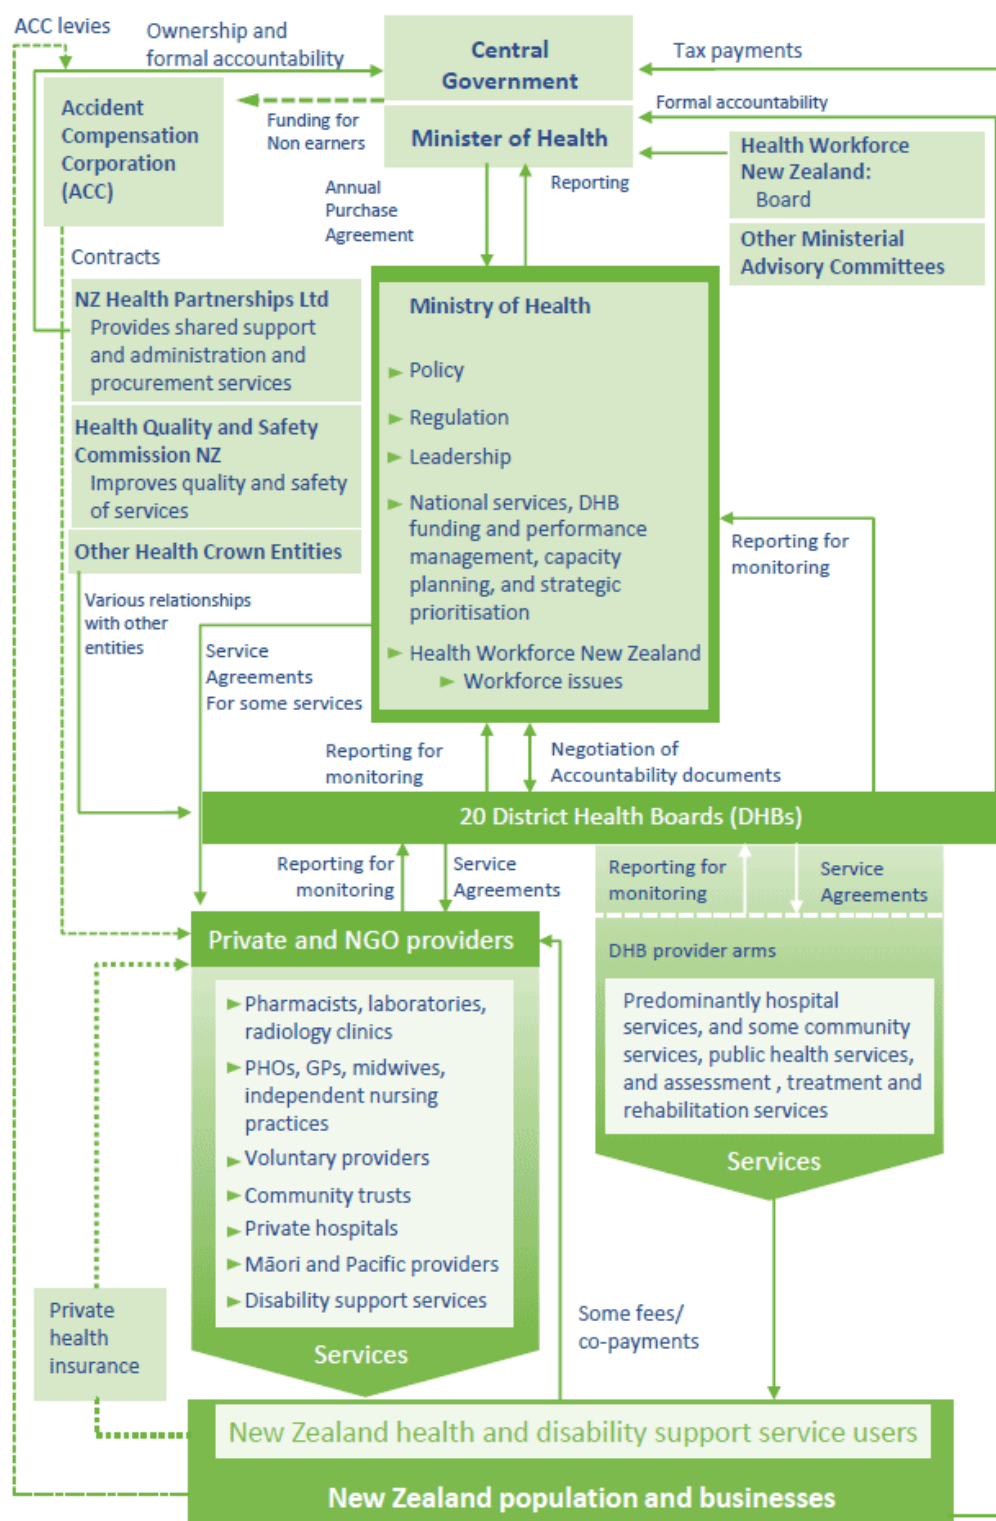 ACC levies
Ownership and
formal accountability
Central
Government
Tax payments
Accident
Compensation
Corporation
(ACC)
Funding for
Non earners
Minister of Health
Formal accountability
Health Workforce
New Zealand:
Board
Other Ministerial
Advisory Committees
Annual
Purchase
Agreement
Reporting
Contracts
NZ Health Partnerships Ltd
Provides shared support
and administration and
procurement services
Health Quality and Safety
Commission NZ
Improves quality and safety
of services
Other Health Crown Entities
Various relationships
with other
entities
Service
Agreements
For some services
Ministry of Health
Policy
Regulation
Leadership
National services, DHB
funding and performance
management, capacity
planning, and strategic
prioritisation
Health Workforce New Zealand
Workforce issues
Reporting for
monitoring
Reporting for
monitoring
Negotiation of
Accountability documents
20 District Health Boards (DHBs)
Reporting for
monitoring
Service
Agreements
Reporting for
monitoring
Service
Agreements
Private and NGO providers
Pharmacists, laboratories,
radiology clinics
PHOs, GPs, midwives,
independent nursing
practices
Voluntary providers
Community trusts
Private hospitals
Māori and Pacific providers
Disability support services
Services
DHB provider arms
Predominantly hospital
services, and some community
services, public health services,
and assessment , treatment and
rehabilitation services
Services
Private
health
insurance
Some fees/
co-payments
New Zealand health and disability support service users
New Zealand population and businesses